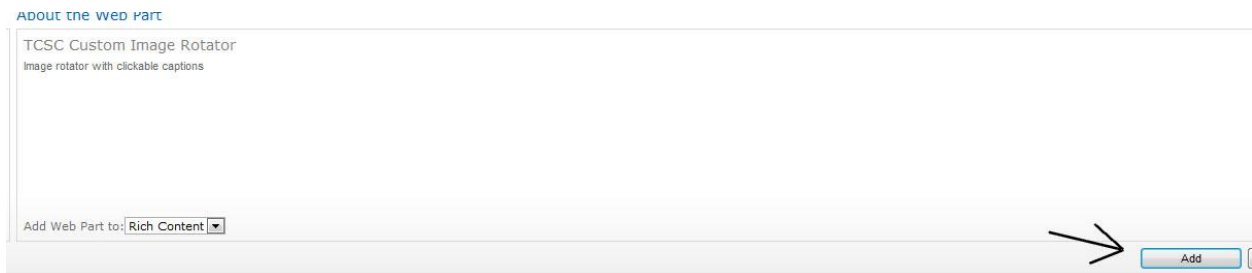 About the Web Part
TCSC Custom Image Rotator
Image rotator with clickable captions
Add Web Part to: Rich Content
Add